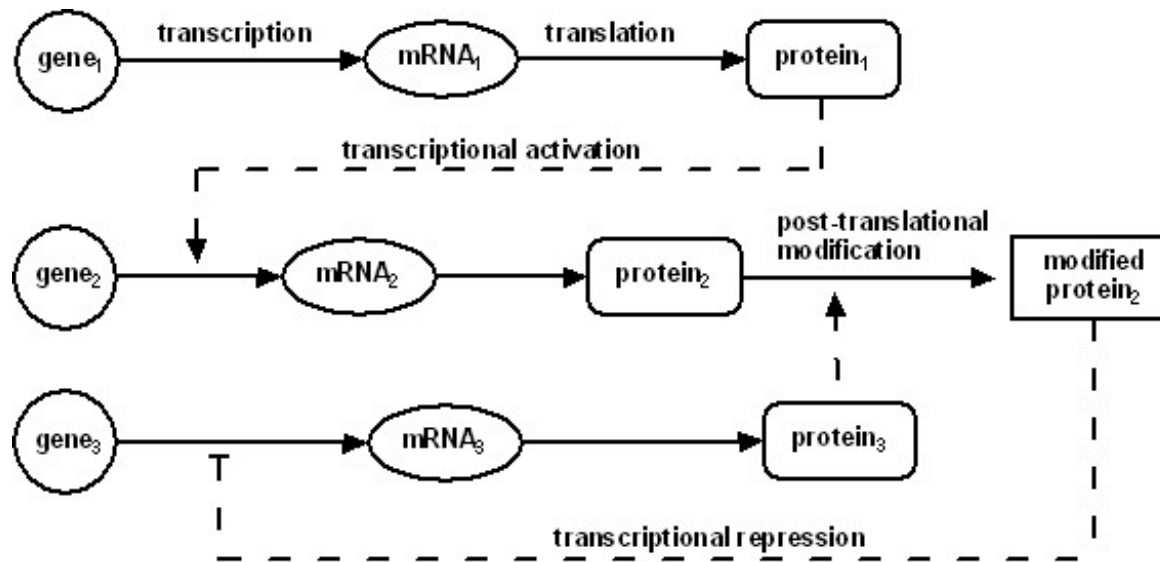 gene₁
transcription
mRNA₁
translation
protein₁
transcriptional activation
gene₂
mRNA₂
protein₂
post-translational
modification
modified
protein₂
gene₃
mRNA₃
protein₃
transcriptional repression